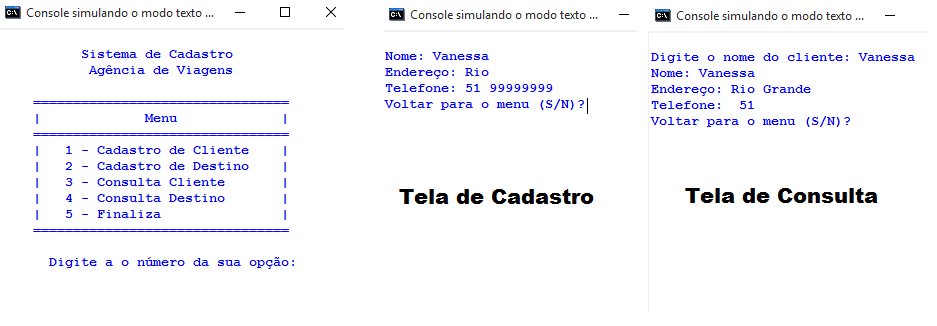 Console simulando o modo texto ...
Sistema de Cadastro
Agência de Viagens
================================
| Menu |
================================
| 1 - Cadastro de Cliente |
| 2 - Cadastro de Destino |
| 3 - Consulta Cliente |
| 4 - Consulta Destino |
| 5 - Finaliza |
================================
Digite a o número da sua opção:
Console simulando o modo texto ...
Nome: Vanessa
Endereço: Rio
Telefone: 51 99999999
Voltar para o menu (S/N)?
Tela de Cadastro
Console simulando o modo texto ...
Digite o nome do cliente: Vanessa
Nome: Vanessa
Endereço: Rio Grande
Telefone:  51
Voltar para o menu (S/N)?
Tela de Consulta